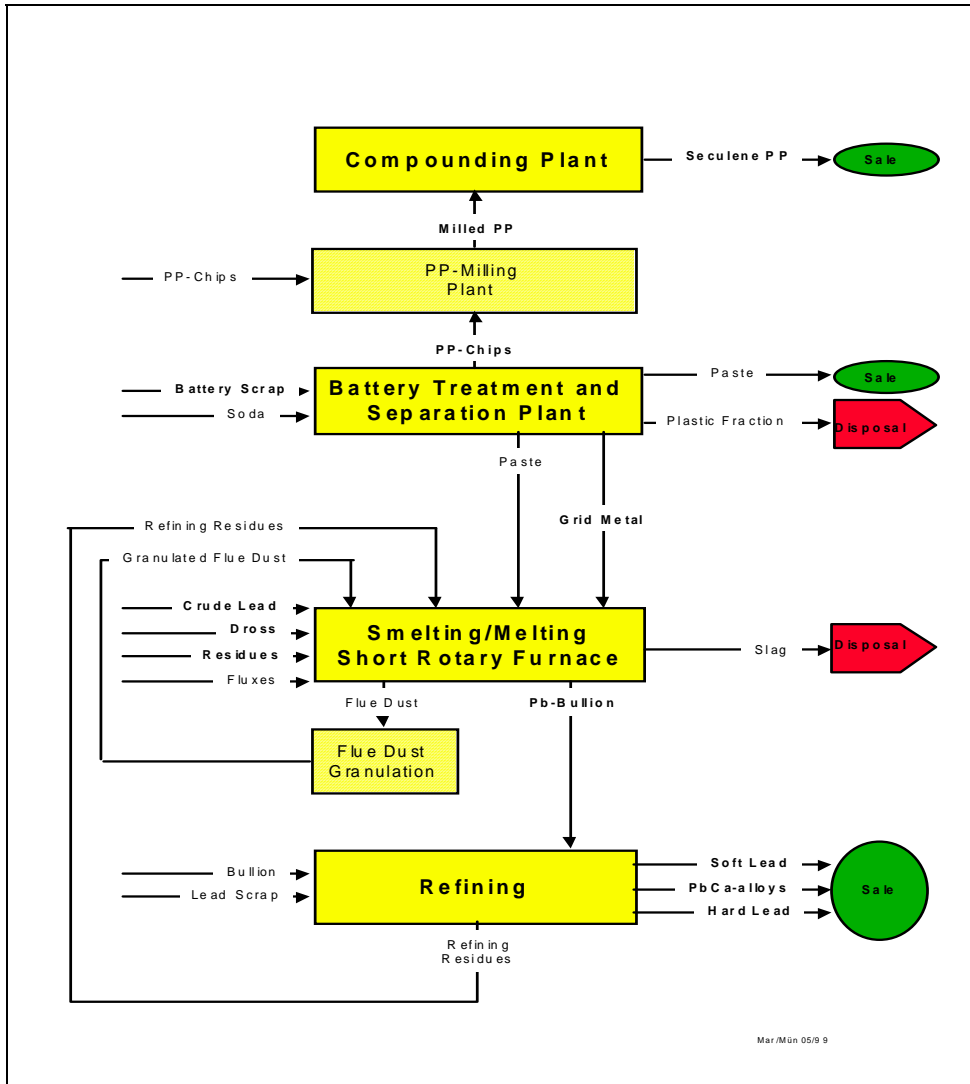 Compounding Plant
Seculene PP
Sale
Milled PP
PP-Chips
PP-Milling
Plant
PP-Chips
Battery Scrap
Soda
Battery Treatment and
Separation Plant
Paste
Sale
Plastic Fraction
Disposal
Paste
Grid Metal
Refining Residues
Granulated Flue Dust
Crude Lead
Dross
Residues
Fluxes
Smelting/Melting
Short Rotary Furnace
Slag
Disposal
Flue Dust
Pb-Bullion
Flue Dust
Granulation
Bullion
Lead Scrap
Refining
Soft Lead
PbCa-alloys
Hard Lead
Sale
Refining
Residues
Mar/Mün 05/99